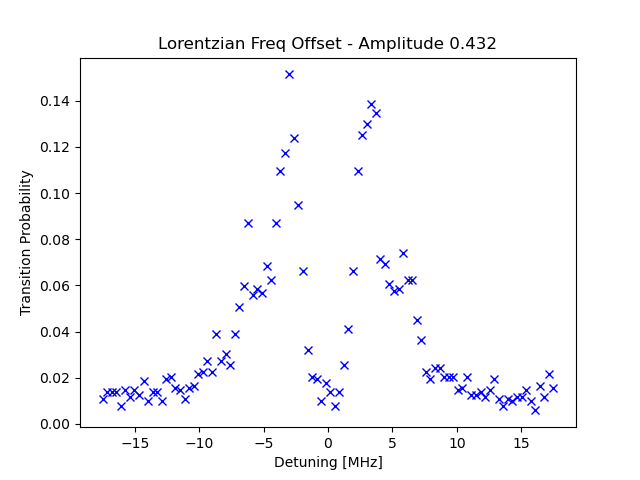 Lorentzian Freq Offset - Amplitude 0.432
Transition Probability
0.14
0.12
0.10
0.08
0.06
0.04
0.02
0.00
−15 −10 −5 0 5 10 15
Detuning [MHz]